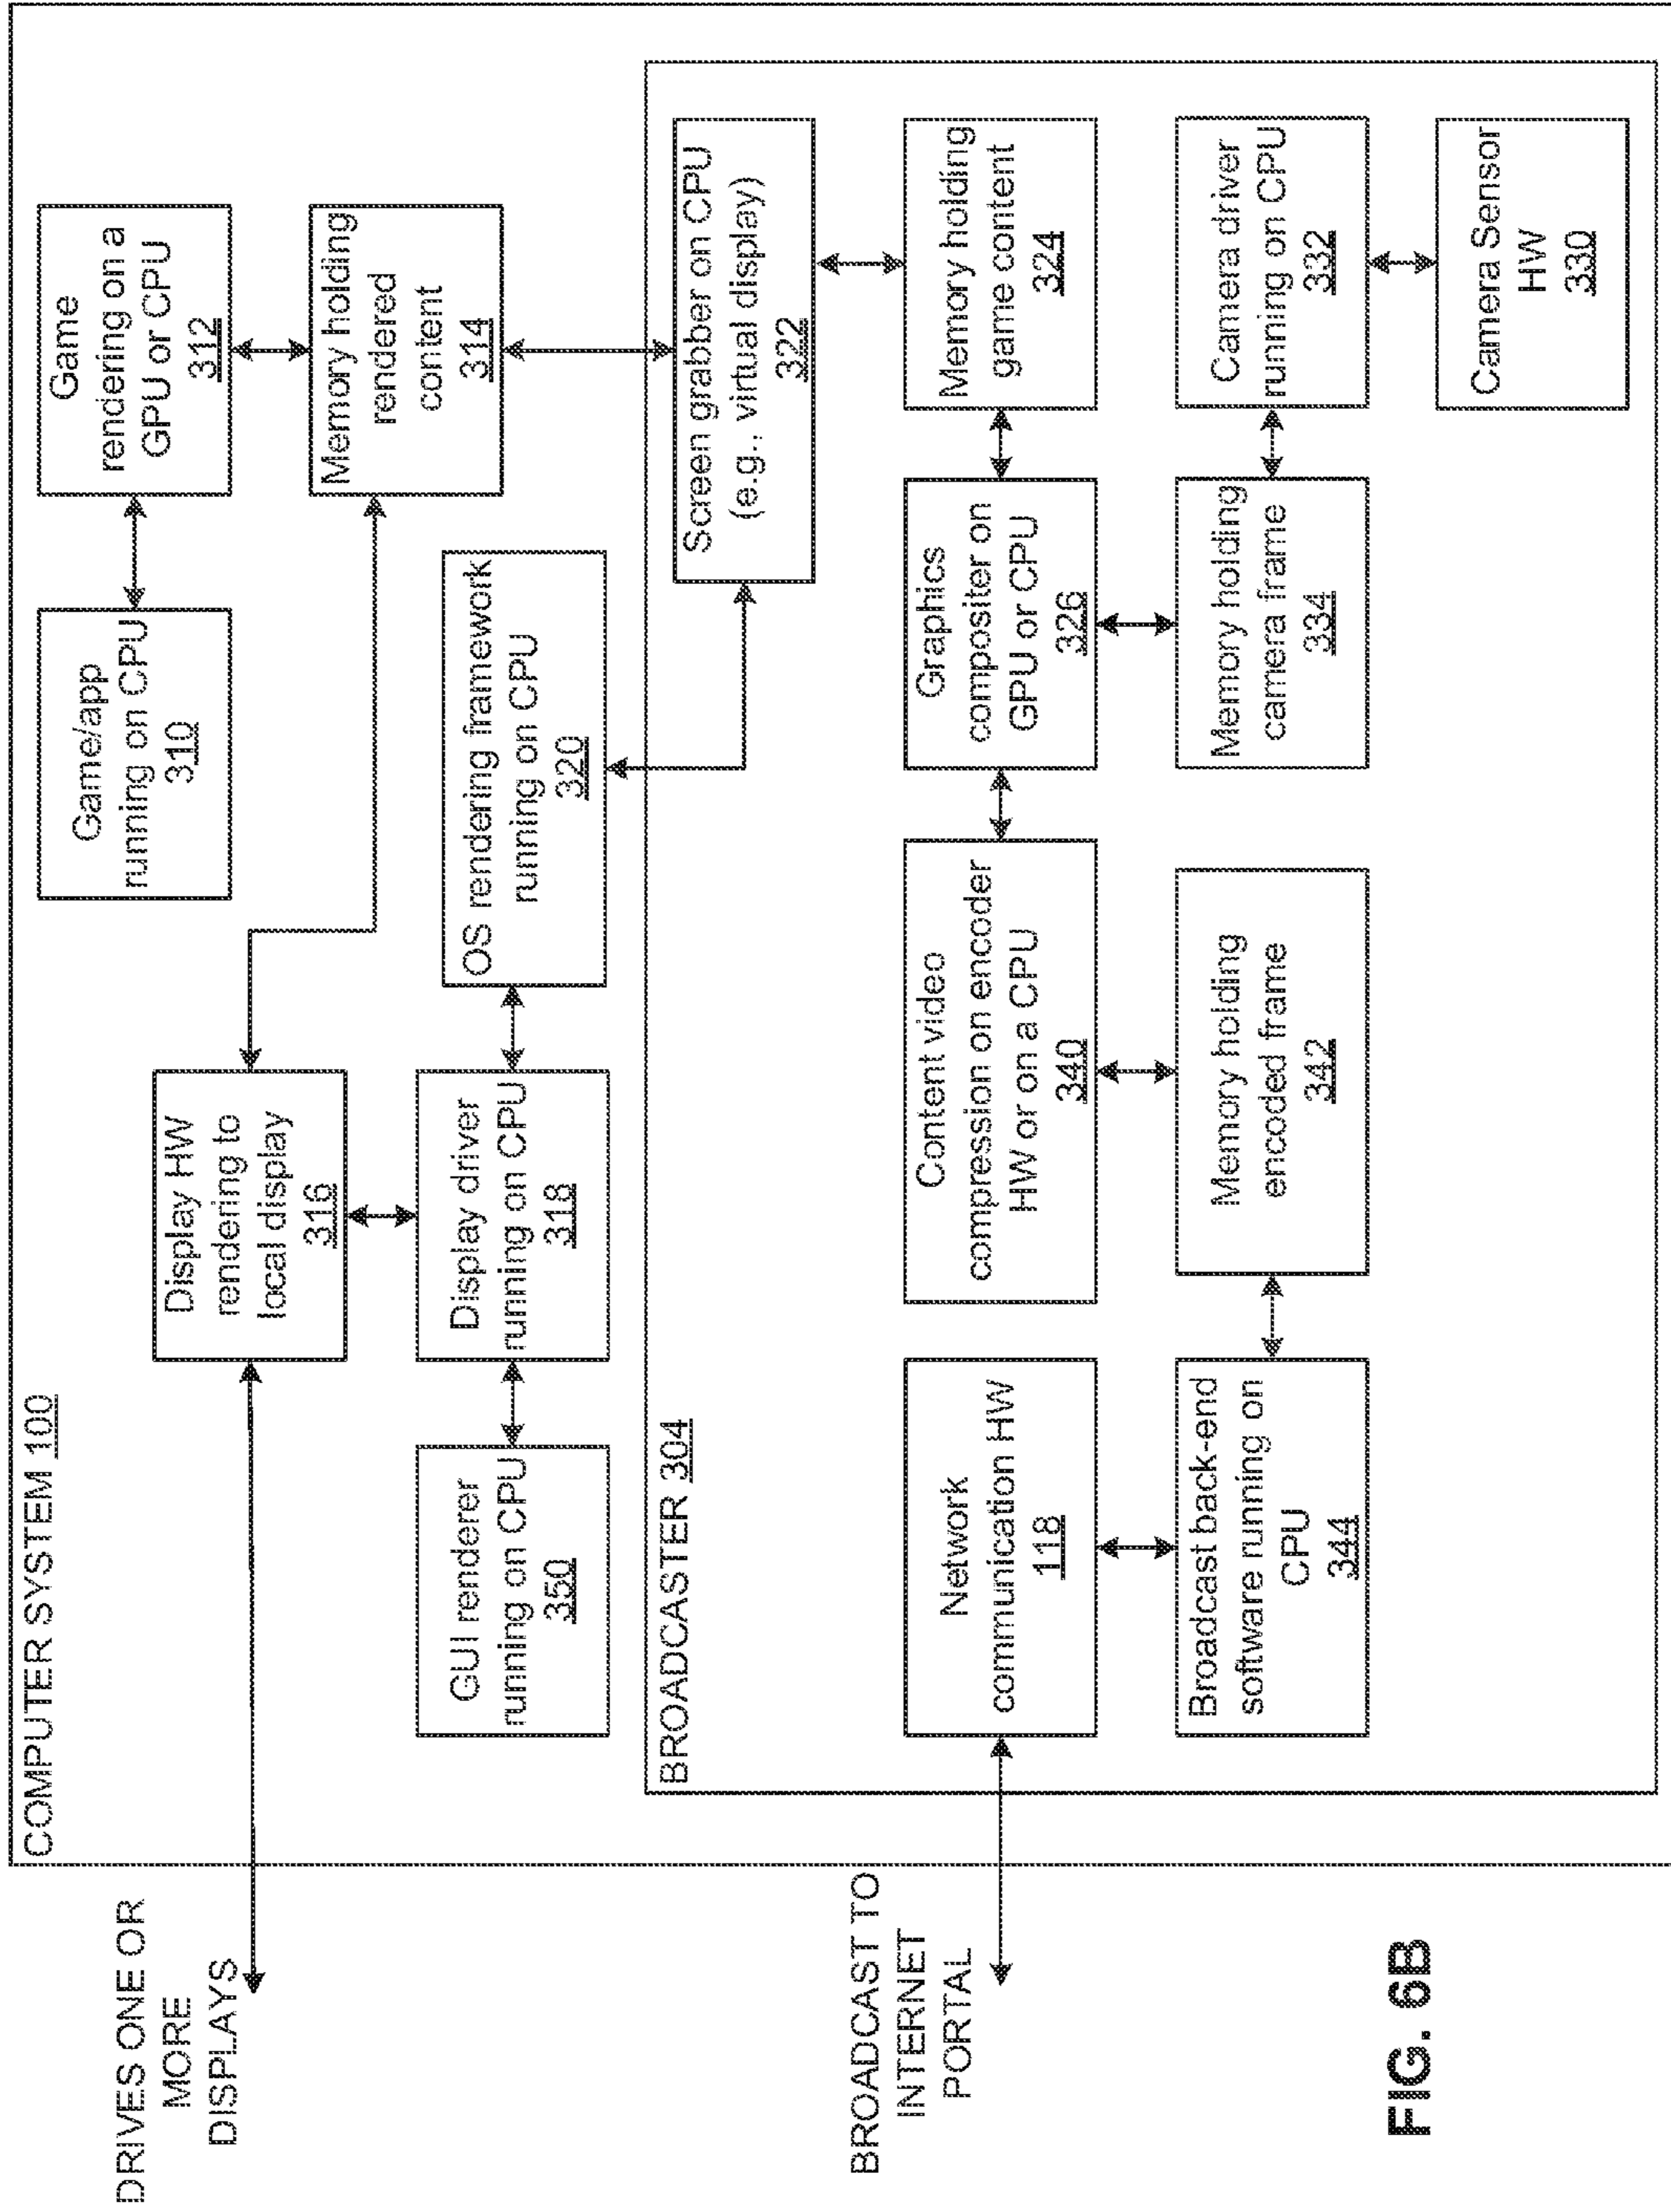 COMPUTER SYSTEM 100
Game/app
running on CPU
310
Game
rendering on a
GPU or CPU
312
Display HW
rendering to
local display
316
Memory holding
rendered
content
314
GUI renderer
running on CPU
350
Display driver
running on CPU
318
OS rendering framework
running on CPU
320
DRIVES ONE OR
MORE
DISPLAYS
BROADCASTER 304
Screen grabber on CPU
(e.g., virtual display)
322
Network
communication HW
118
Content video
compression on encoder
HW or on a CPU
340
Graphics
compositer on
GPU or CPU
326
Memory holding
game content
324
BROADCAST TO
INTERNET
PORTAL
Broadcast back-end
software running on
CPU
344
Memory holding
encoded frame
342
Memory holding
camera frame
334
Camera driver
running on CPU
332
Camera Sensor
HW
330
FIG. 6B